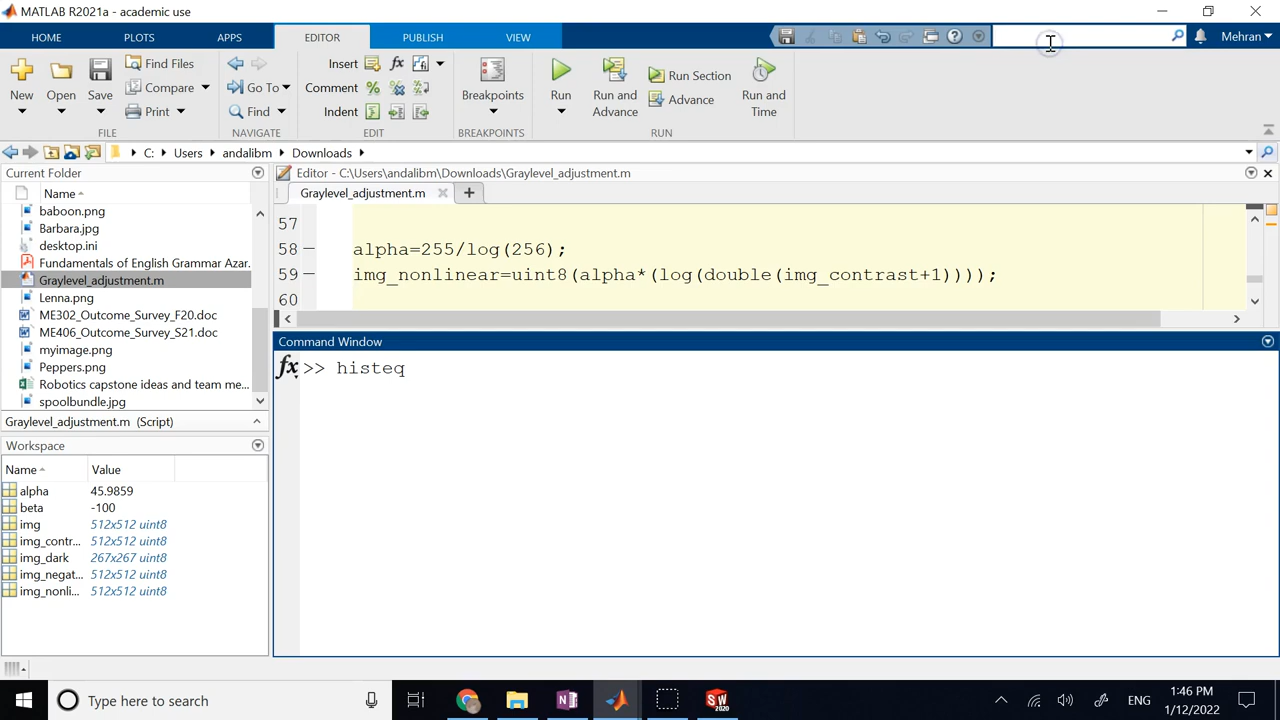 MATLAB R2021a - academic use
HOME PLOTS APPS EDITOR PUBLISH VIEW Mehran
New Open Save Find Files Compare Print
Go To Find
Insert fx
Comment %
Indent
Breakpoints Run Run and Advance Run Section Advance Run and Time
FILE NAVIGATE EDIT BREAKPOINTS RUN
C: Users andalibm Downloads
Current Folder
Name
baboon.png
Barbara.jpg
desktop.ini
Fundamentals of English Grammar Azar.
Graylevel_adjustment.m
Lenna.png
ME302_Outcome_Survey_F20.doc
ME406_Outcome_Survey_S21.doc
myimage.png
Peppers.png
Robotics capstone ideas and team me...
spoolbundle.jpg
Graylevel_adjustment.m (Script)
Workspace
Name Value
alpha 45.9859
beta -100
img 512x512 uint8
img_contr... 512x512 uint8
img_dark 267x267 uint8
img_negat... 512x512 uint8
img_nonli... 512x512 uint8
Editor - C:\Users\andalibm\Downloads\Graylevel_adjustment.m
Graylevel_adjustment.m
57
58 – alpha=255/log(256);
59 – img_nonlinear=uint8(alpha*(log(double(img_contrast+1))));
60
Command Window
fx >> histeq
Type here to search
SW 2020
ENG
1:46 PM
1/12/2022